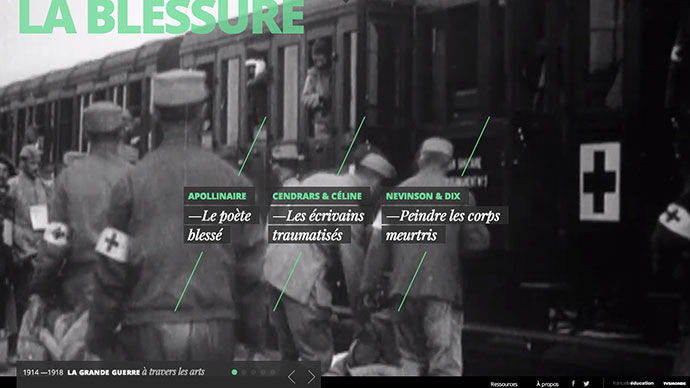 LA BLESSURE
APOLLINAIRE
—Le poète
blessé
CENDRARS & CÉLINE
—Les écrivains
traumatisés
NEVINSON & DIX
—Peindre les corps
meurtris
1914 —1918 LA GRANDE GUERRE à travers les arts
Ressources À propos francetvéducation TV5MONDE